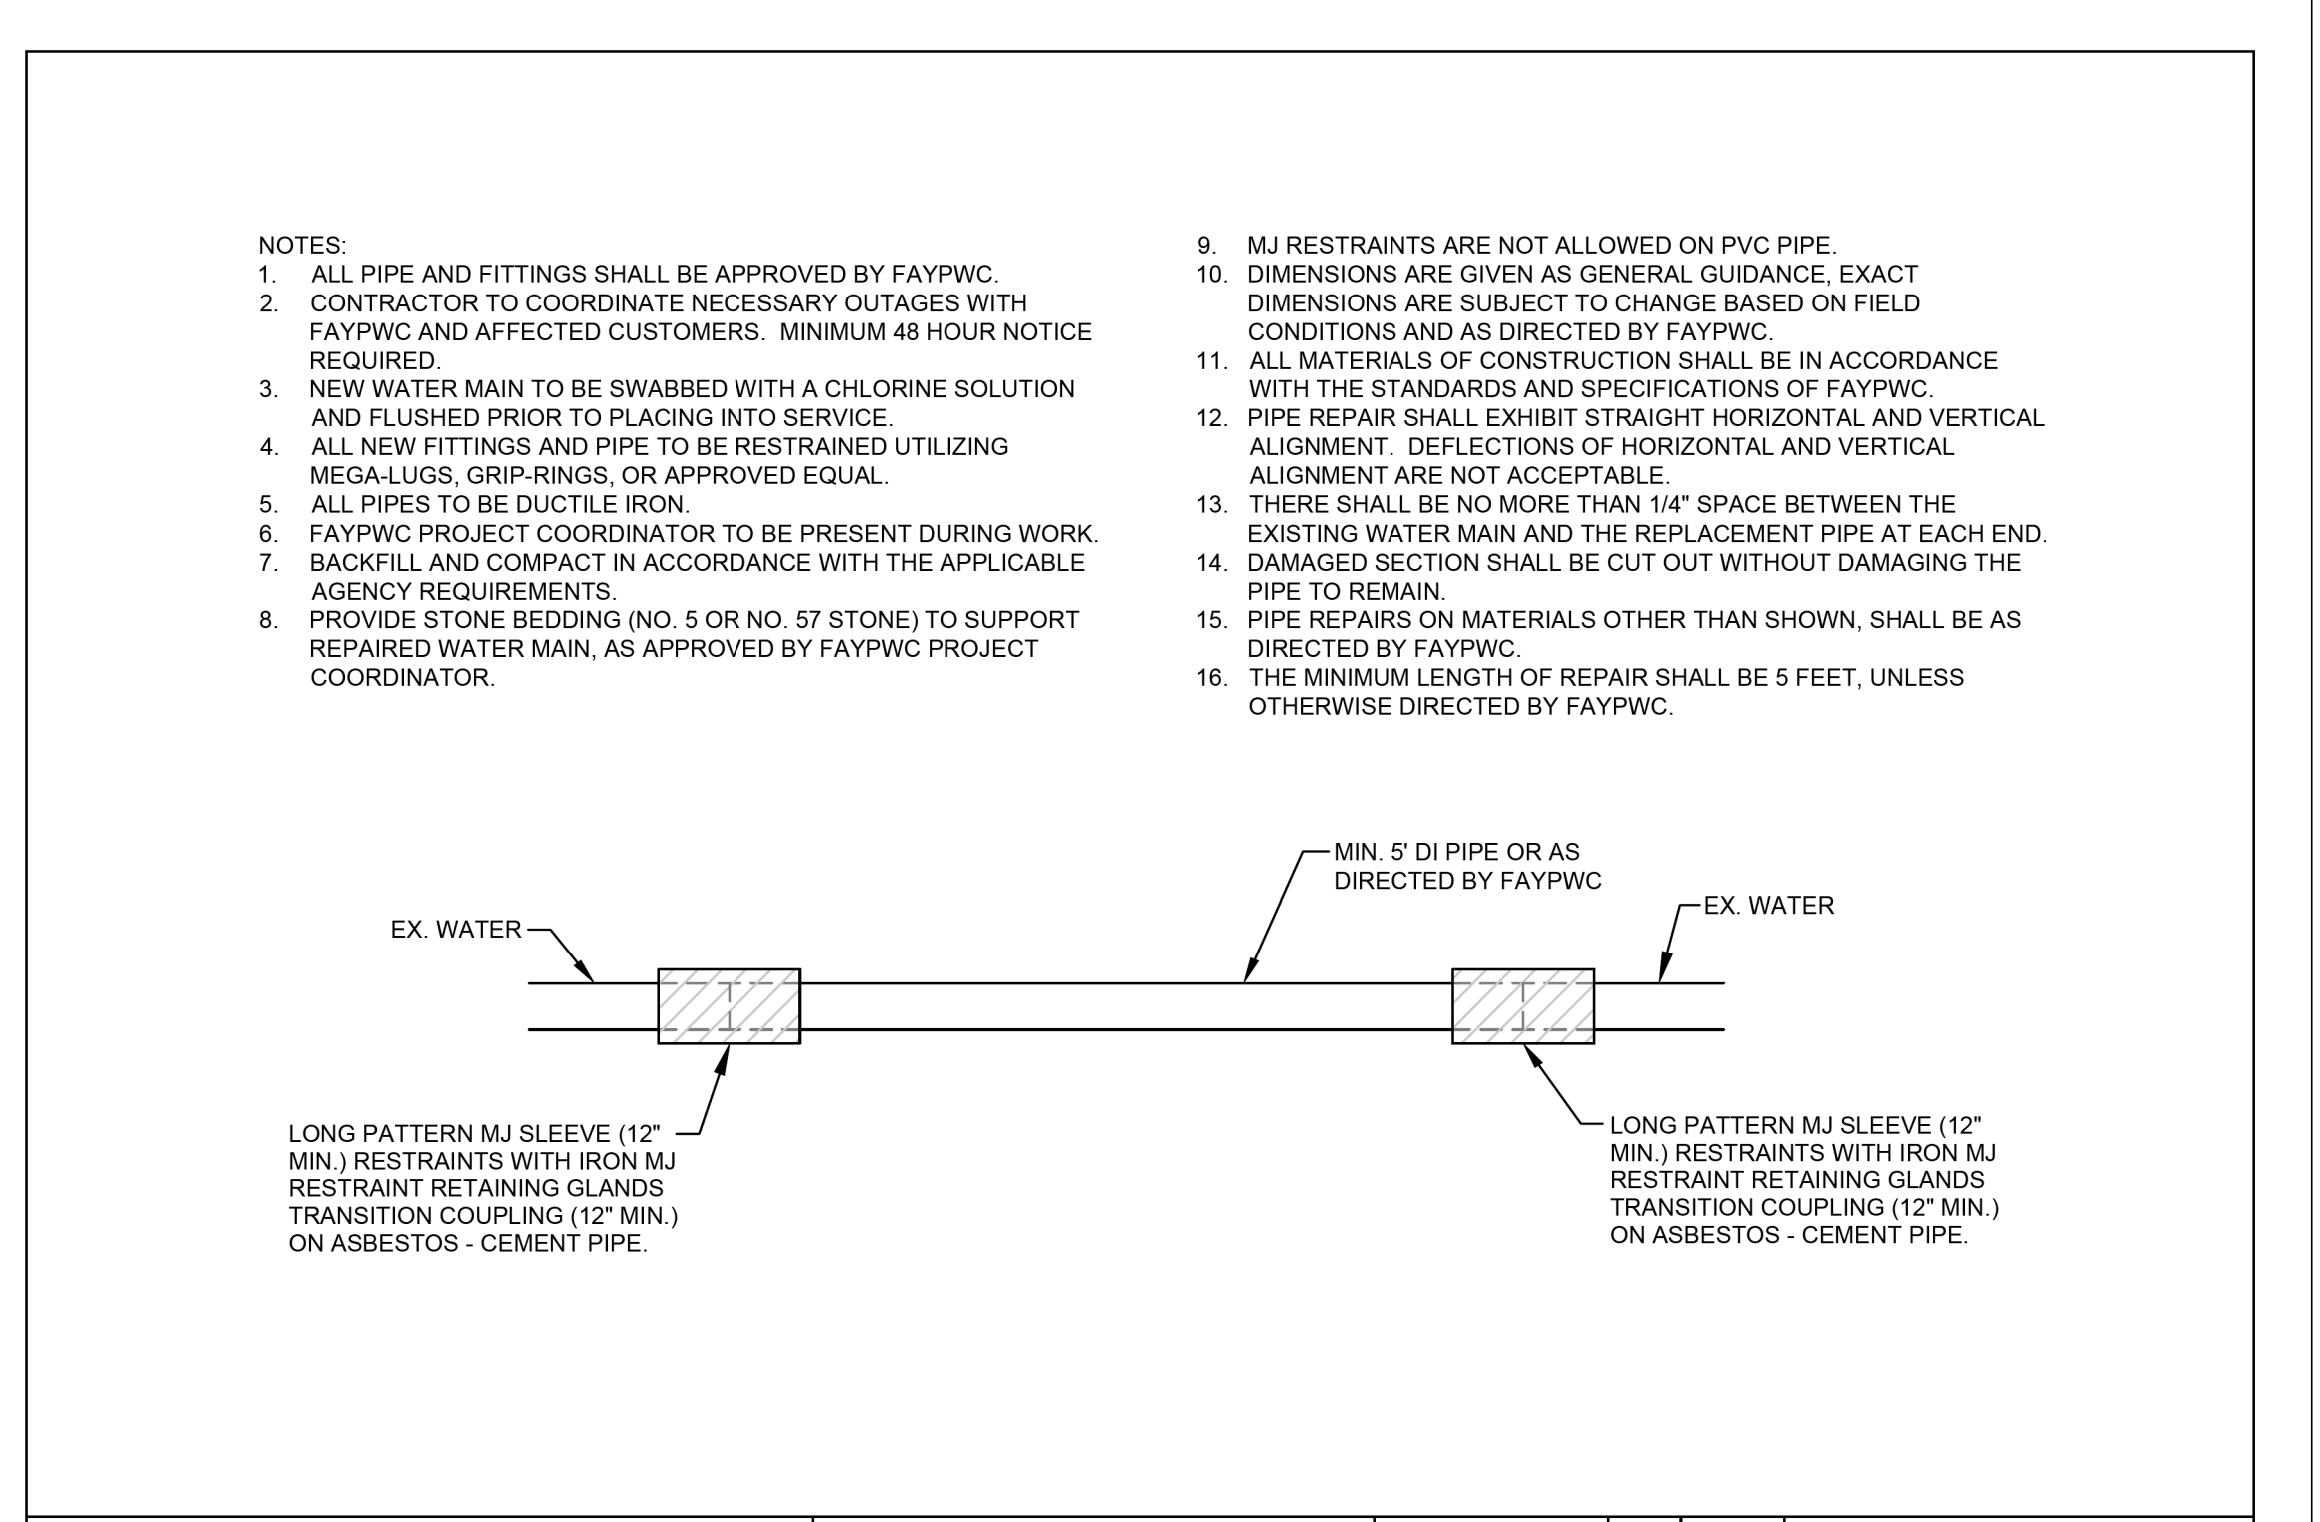 NOTES:
1. ALL PIPE AND FITTINGS SHALL BE APPROVED BY FAYPWC.
2. CONTRACTOR TO COORDINATE NECESSARY OUTAGES WITH
FAYPWC AND AFFECTED CUSTOMERS. MINIMUM 48 HOUR NOTICE
REQUIRED.
3. NEW WATER MAIN TO BE SWABBED WITH A CHLORINE SOLUTION
AND FLUSHED PRIOR TO PLACING INTO SERVICE.
4. ALL NEW FITTINGS AND PIPE TO BE RESTRAINED UTILIZING
MEGA-LUGS, GRIP-RINGS, OR APPROVED EQUAL.
5. ALL PIPES TO BE DUCTILE IRON.
6. FAYPWC PROJECT COORDINATOR TO BE PRESENT DURING WORK.
7. BACKFILL AND COMPACT IN ACCORDANCE WITH THE APPLICABLE
AGENCY REQUIREMENTS.
8. PROVIDE STONE BEDDING (NO. 5 OR NO. 57 STONE) TO SUPPORT
REPAIRED WATER MAIN, AS APPROVED BY FAYPWC PROJECT
COORDINATOR.
9. MJ RESTRAINTS ARE NOT ALLOWED ON PVC PIPE.
10. DIMENSIONS ARE GIVEN AS GENERAL GUIDANCE, EXACT
DIMENSIONS ARE SUBJECT TO CHANGE BASED ON FIELD
CONDITIONS AND AS DIRECTED BY FAYPWC.
11. ALL MATERIALS OF CONSTRUCTION SHALL BE IN ACCORDANCE
WITH THE STANDARDS AND SPECIFICATIONS OF FAYPWC.
12. PIPE REPAIR SHALL EXHIBIT STRAIGHT HORIZONTAL AND VERTICAL
ALIGNMENT. DEFLECTIONS OF HORIZONTAL AND VERTICAL
ALIGNMENT ARE NOT ACCEPTABLE.
13. THERE SHALL BE NO MORE THAN 1/4" SPACE BETWEEN THE
EXISTING WATER MAIN AND THE REPLACEMENT PIPE AT EACH END.
14. DAMAGED SECTION SHALL BE CUT OUT WITHOUT DAMAGING THE
PIPE TO REMAIN.
15. PIPE REPAIRS ON MATERIALS OTHER THAN SHOWN, SHALL BE AS
DIRECTED BY FAYPWC.
16. THE MINIMUM LENGTH OF REPAIR SHALL BE 5 FEET, UNLESS
OTHERWISE DIRECTED BY FAYPWC.
MIN. 5' DI PIPE OR AS
DIRECTED BY FAYPWC
EX. WATER
EX. WATER
LONG PATTERN MJ SLEEVE (12"
MIN.) RESTRAINTS WITH IRON MJ
RESTRAINT RETAINING GLANDS
TRANSITION COUPLING (12" MIN.)
ON ASBESTOS - CEMENT PIPE.
LONG PATTERN MJ SLEEVE (12"
MIN.) RESTRAINTS WITH IRON MJ
RESTRAINT RETAINING GLANDS
TRANSITION COUPLING (12" MIN.)
ON ASBESTOS - CEMENT PIPE.